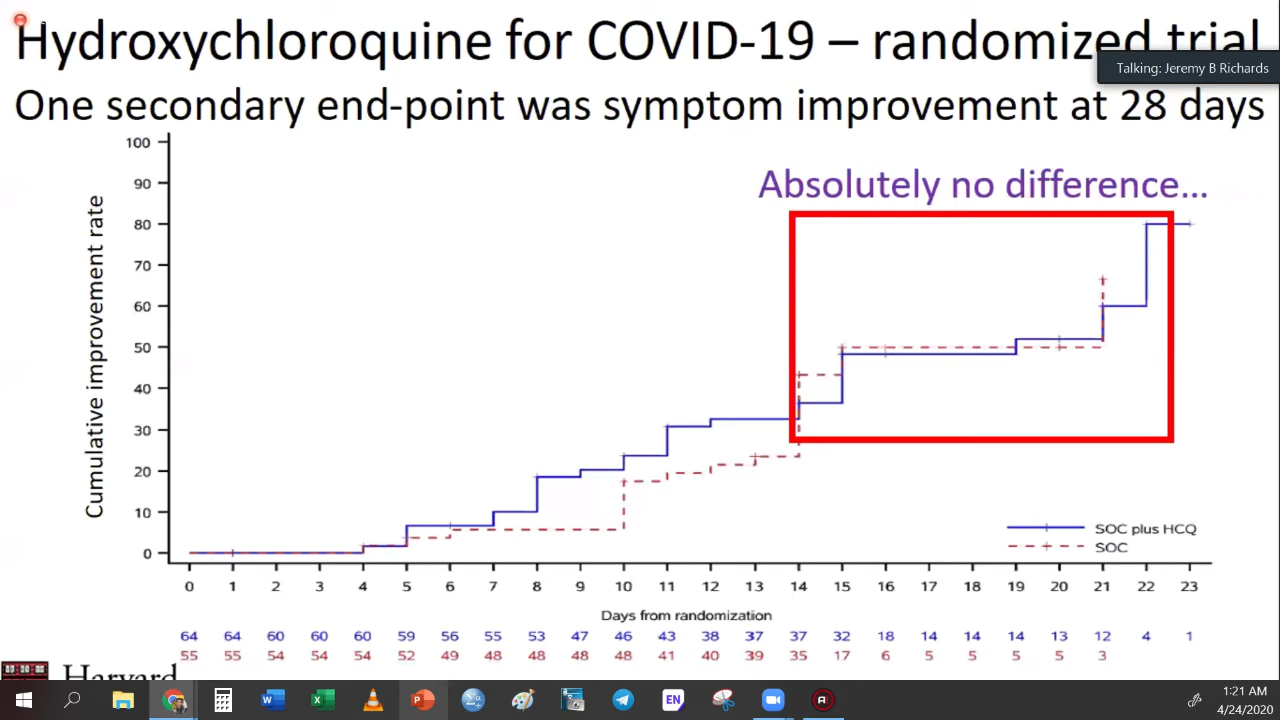 Hydroxychloroquine for COVID-19 – randomized trial
Talking: Jeremy B Richards
One secondary end-point was symptom improvement at 28 days
Absolutely no difference...
Cumulative improvement rate
100
90
80
70
60
50
40
30
20
10
0
SOC plus HCQ
SOC
0 1 2 3 4 5 6 7 8 9 10 11 12 13 14 15 16 17 18 19 20 21 22 23
Days from randomization
64 64 60 60 60 59 56 55 53 47 46 43 38 37 37 32 18 14 14 14 13 12 4 1
55 55 54 54 54 52 49 48 48 48 48 41 40 39 35 17 6 5 5 5 5 3
Harvard
EN
1:21 AM
4/24/2020